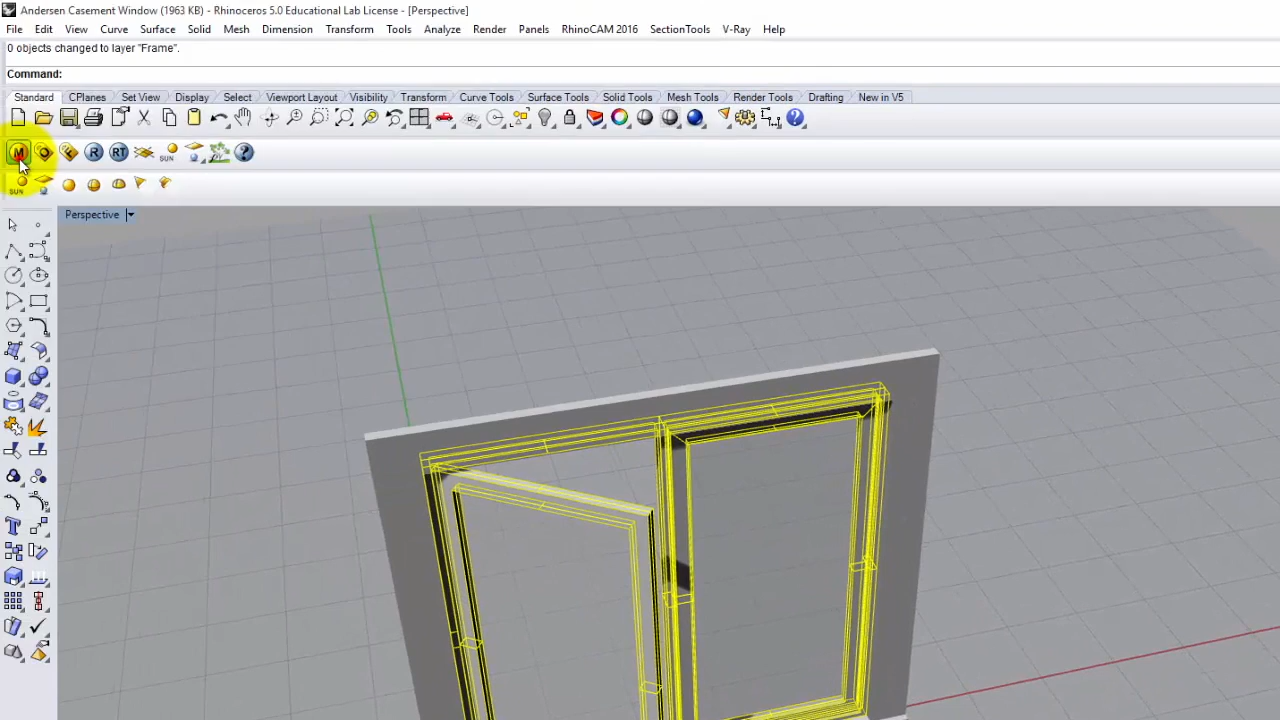 Andersen Casement Window (1963 KB) - Rhinoceros 5.0 Educational Lab License - [Perspective]
File Edit View Curve Surface Solid Mesh Dimension Transform Tools Analyze Render Panels RhinoCAM 2016 SectionTools V-Ray Help
0 objects changed to layer "Frame".
Command:
Standard CPlanes Set View Display Select Viewport Layout Visibility Transform Curve Tools Surface Tools Solid Tools Mesh Tools Render Tools Drafting New in V5
M R RT SUN ?
SUN
Perspective